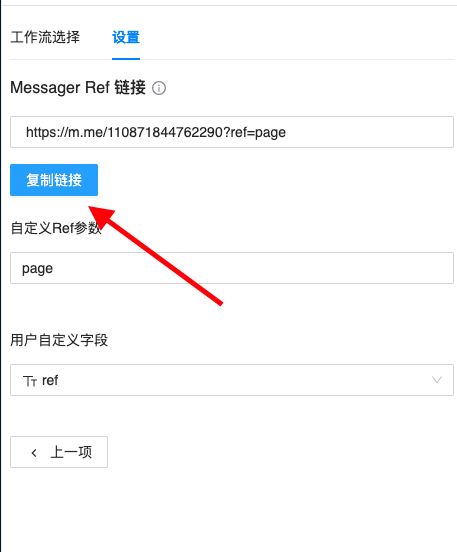 工作流选择 设置
Messager Ref 链接
https://m.me/110871844762290?ref=page
复制链接
自定义Ref参数
page
用户自定义字段
TT ref
上一项